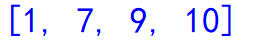 [1, 7, 9, 10]